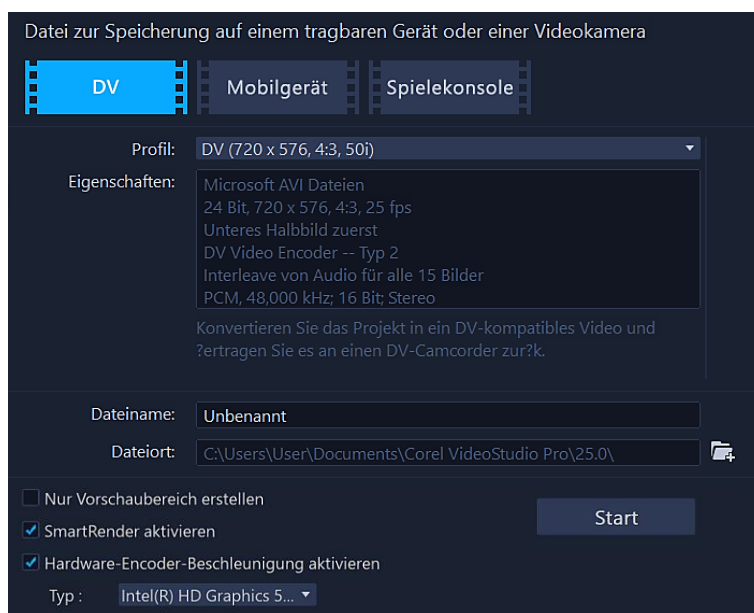 Datei zur Speicherung auf einem tragbaren Gerät oder einer Videokamera
DV Mobilgerät Spielekonsole
Profil: DV (720 x 576, 4:3, 50i)
Eigenschaften: Microsoft AVI Dateien
24 Bit, 720 x 576, 4:3, 25 fps
Unteres Halbbild zuerst
DV Video Encoder -- Typ 2
Interleave von Audio für alle 15 Bilder
PCM, 48,000 kHz; 16 Bit; Stereo
Konvertieren Sie das Projekt in ein DV-kompatibles Video und
?ertragen Sie es an einen DV-Camcorder zur?k.
Dateiname: Unbenannt
Dateiort: C:\Users\User\Documents\Corel VideoStudio Pro\25.0\
Nur Vorschaubereich erstellen
Start
SmartRender aktivieren
Hardware-Encoder-Beschleunigung aktivieren
Typ : Intel(R) HD Graphics 5...